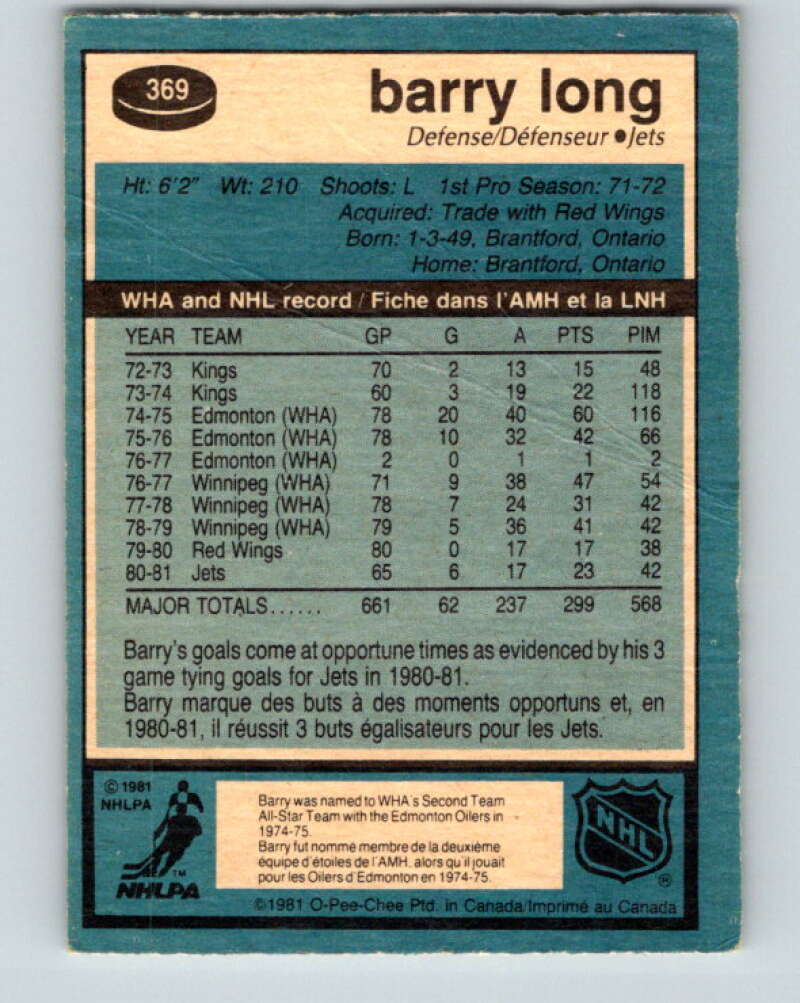 369
barry long
Defense/Défenseur ● Jets
Ht: 6'2" Wt: 210 Shoots: L 1st Pro Season: 71-72
Acquired: Trade with Red Wings
Born: 1-3-49, Brantford, Ontario
Home: Brantford, Ontario
WHA and NHL record / Fiche dans l'AMH et la LNH
YEAR TEAM GP G A PTS PIM
72-73 Kings 70 2 13 15 48
73-74 Kings 60 3 19 22 118
74-75 Edmonton (WHA) 78 20 40 60 116
75-76 Edmonton (WHA) 78 10 32 42 66
76-77 Edmonton (WHA) 2 0 1 1 2
76-77 Winnipeg (WHA) 71 9 38 47 54
77-78 Winnipeg (WHA) 78 7 24 31 42
78-79 Winnipeg (WHA) 79 5 36 41 42
79-80 Red Wings 80 0 17 17 38
80-81 Jets 65 6 17 23 42
MAJOR TOTALS...... 661 62 237 299 568
Barry's goals come at opportune times as evidenced by his 3
game tying goals for Jets in 1980-81.
Barry marque des buts à des moments opportuns et, en
1980-81, il réussit 3 buts égalisateurs pour les Jets.
© 1981
NHLPA
TM
NHLPA
Barry was named to WHA's Second Team
All-Star Team with the Edmonton Oilers in
1974-75.
Barry fut nommé membre de la deuxième
équipe d'étoiles de l'AMH, alors qu'il jouait
pour les Oilers d'Edmonton en 1974-75.
NHL
®
©1981 O-Pee-Chee Ptd. in Canada/Imprimé au Canada